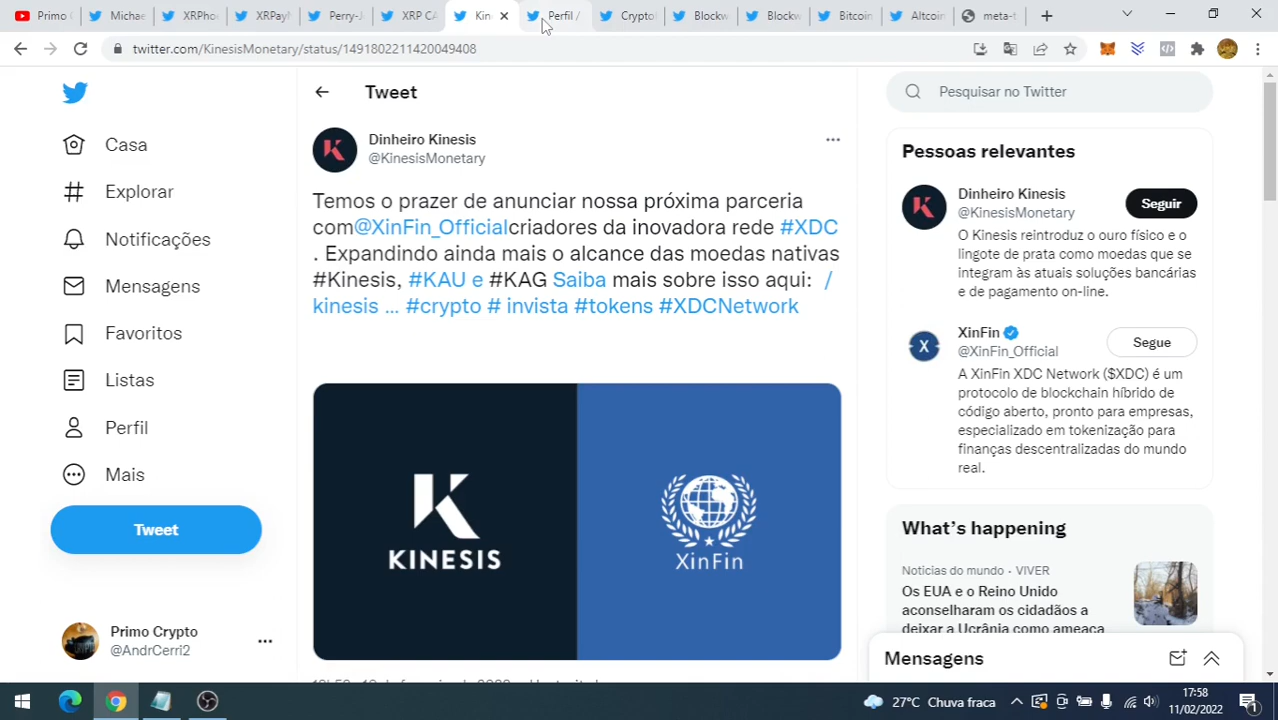 Primo C
Michae
XRPho
XRPayN
Perry-J
XRP CA
Kin
Perfil /
Crypto
Blockw
Blockw
Bitcoin
Altcoin
meta-t
twitter.com/KinesisMonetary/status/1491802211420049408
Tweet
Pesquisar no Twitter
Casa
Explorar
Notificações
Mensagens
Favoritos
Listas
Perfil
Mais
Tweet
Primo Crypto
@AndrCerri2
Dinheiro Kinesis
@KinesisMonetary
Temos o prazer de anunciar nossa próxima parceria
com@XinFin_Officialcriadores da inovadora rede #XDC
. Expandindo ainda mais o alcance das moedas nativas
#Kinesis, #KAU e #KAG Saiba mais sobre isso aqui: /
kinesis ... #crypto # invista #tokens #XDCNetwork
K
KINESIS
XinFin
Pessoas relevantes
Dinheiro Kinesis
@KinesisMonetary
Seguir
O Kinesis reintroduz o ouro físico e o
lingote de prata como moedas que se
integram às atuais soluções bancárias
e de pagamento on-line.
XinFin
@XinFin_Official
Segue
A XinFin XDC Network ($XDC) é um
protocolo de blockchain híbrido de
código aberto, pronto para empresas,
especializado em tokenização para
finanças descentralizadas do mundo
real.
What's happening
Noticias do mundo · VIVER
Os EUA e o Reino Unido
aconselharam os cidadãos a
deixar a Ucrânia como ameaça
Mensagens
27°C Chuva fraca
17:58
11/02/2022
1